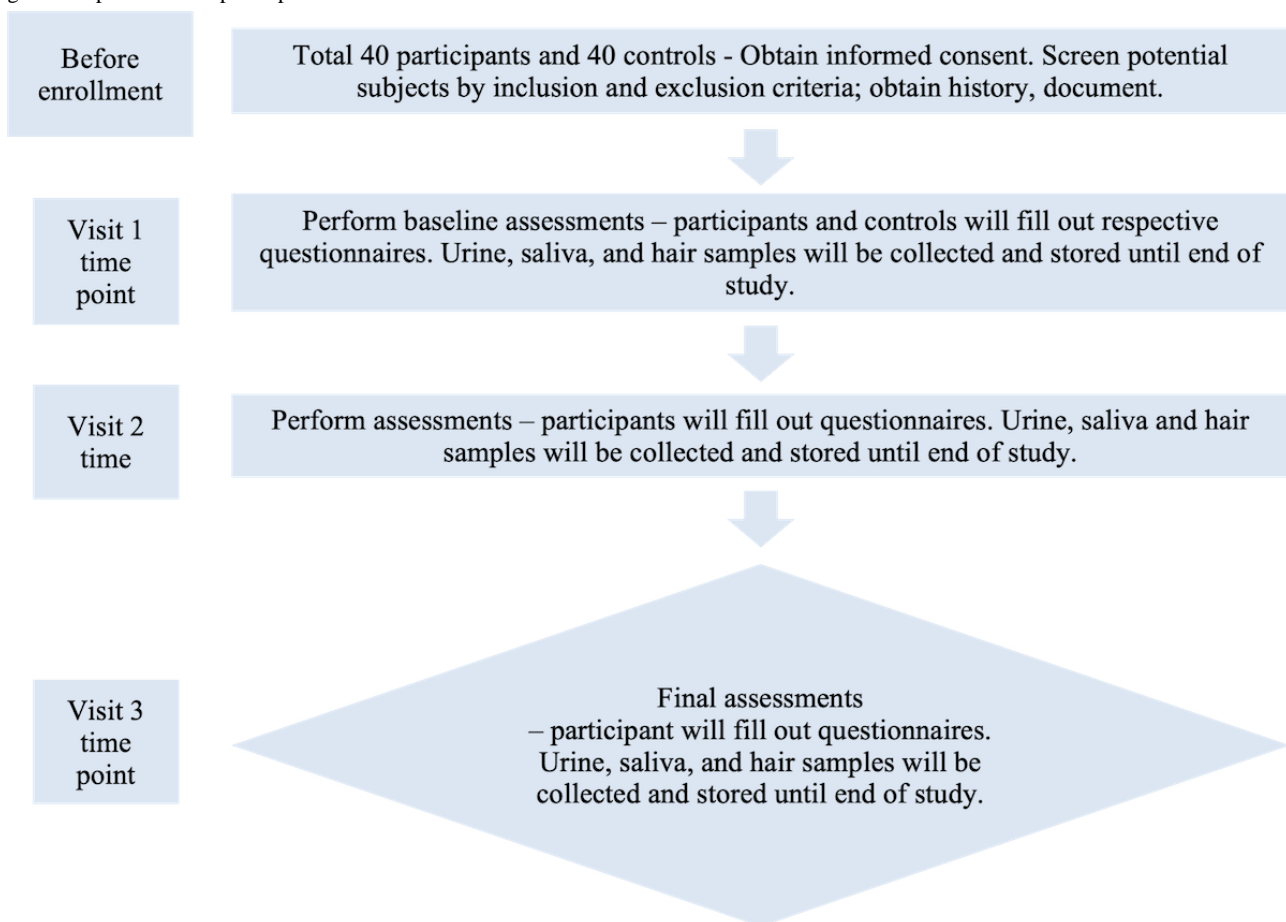 Before
enrollment
Total 40 participants and 40 controls - Obtain informed consent. Screen potential
subjects by inclusion and exclusion criteria; obtain history, document.
Visit 1
time
point
Perform baseline assessments – participants and controls will fill out respective
questionnaires. Urine, saliva, and hair samples will be collected and stored until end of
study.
Visit 2
time
Perform assessments – participants will fill out questionnaires. Urine, saliva and hair
samples will be collected and stored until end of study.
Visit 3
time
point
Final assessments
– participant will fill out questionnaires.
Urine, saliva, and hair samples will be
collected and stored until end of study.